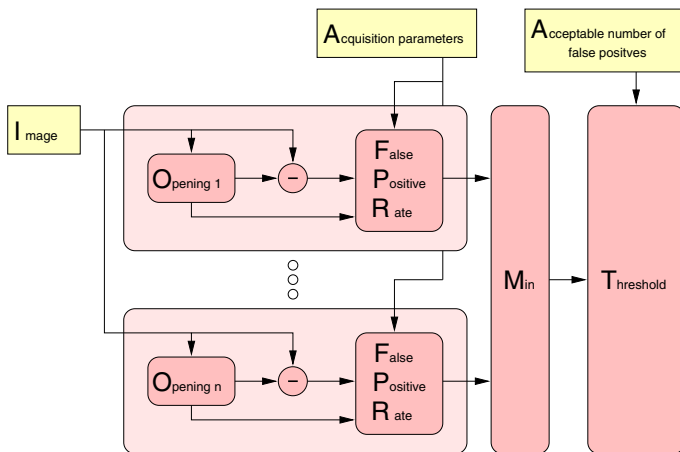 Acquisition parameters
Acceptable number of
false positves
Image
False
Positive
Rate
Opening 1
−
Min
Threshold
False
Positive
Rate
Opening n
−